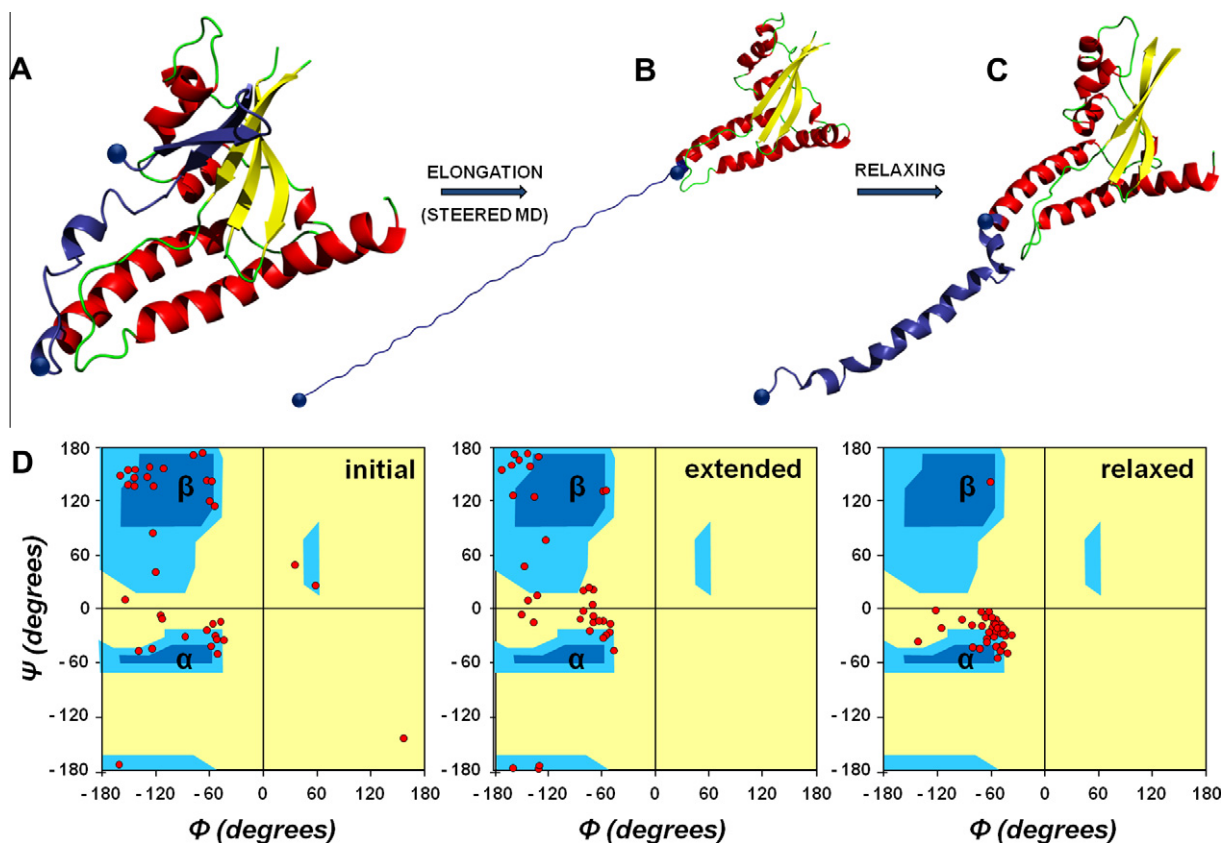 A
B
C
ELONGATION
(STEERED MD)
RELAXING
D
initial
extended
relaxed
β
β
β
α
α
α
Ψ (degrees)
180
120
60
0
- 60
- 120
- 180
180
120
60
0
- 60
- 120
- 180
180
120
60
0
- 60
- 120
-180
- 180 -120 - 60 0 60 120 180
- 180 -120 - 60 0 60 120 180
- 180 -120 - 60 0 60 120 180
Φ (degrees)
Φ (degrees)
Φ (degrees)